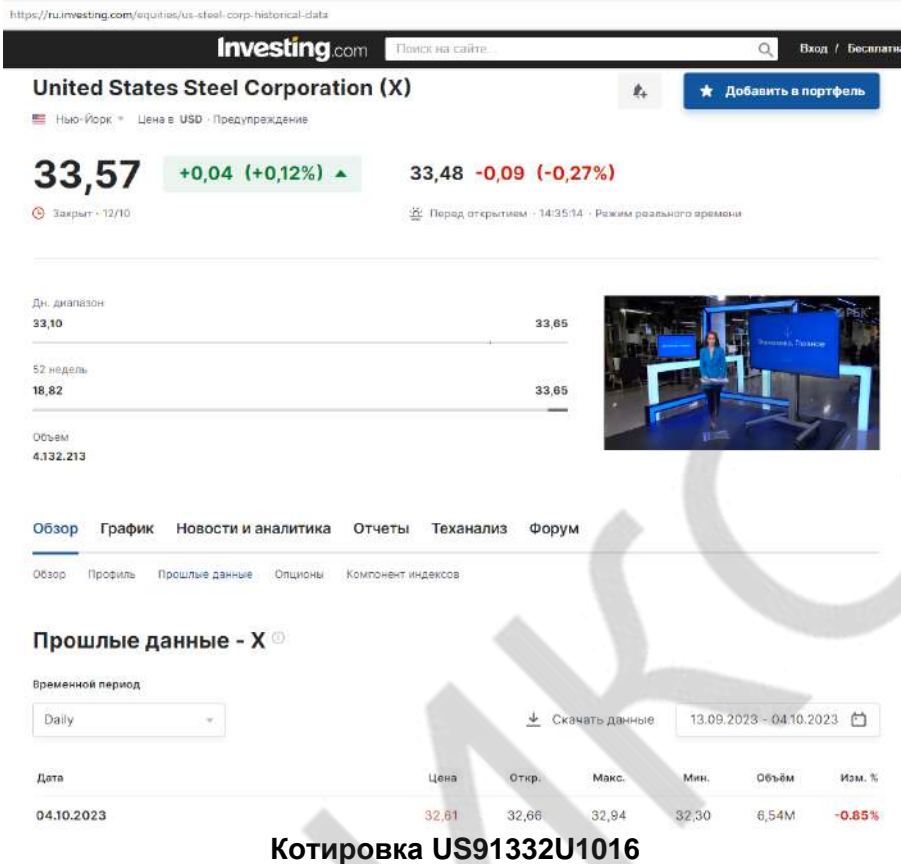 https://ru.investing.com/equities/us-steel-corp-historical-data
Investing.com Поиск на сайте... Вход / Бесплатн
United States Steel Corporation (X) Добавить в портфель
Нью-Йорк Цена в USD · Предупреждение
33,57 +0,04 (+0,12%) 33,48 -0,09 (-0,27%)
Закрыт · 12/10 Перед открытием · 14:35:14 · Режим реального времени
Дн. диапазон
33,10 33,65
РБК
Экономика. Главное
52 недель
18,82 33,65
Объём
4.132.213
Обзор График Новости и аналитика Отчеты Теханализ Форум
Обзор Профиль Прошлые данные Опционы Компонент индексов
Прошлые данные - X
Временной период
Daily Скачать данные 13.09.2023 - 04.10.2023
Дата Цена Откр. Макс. Мин. Объём Изм. %
04.10.2023 32,61 32,66 32,94 32,30 6,54M -0.85%
Котировка US91332U1016